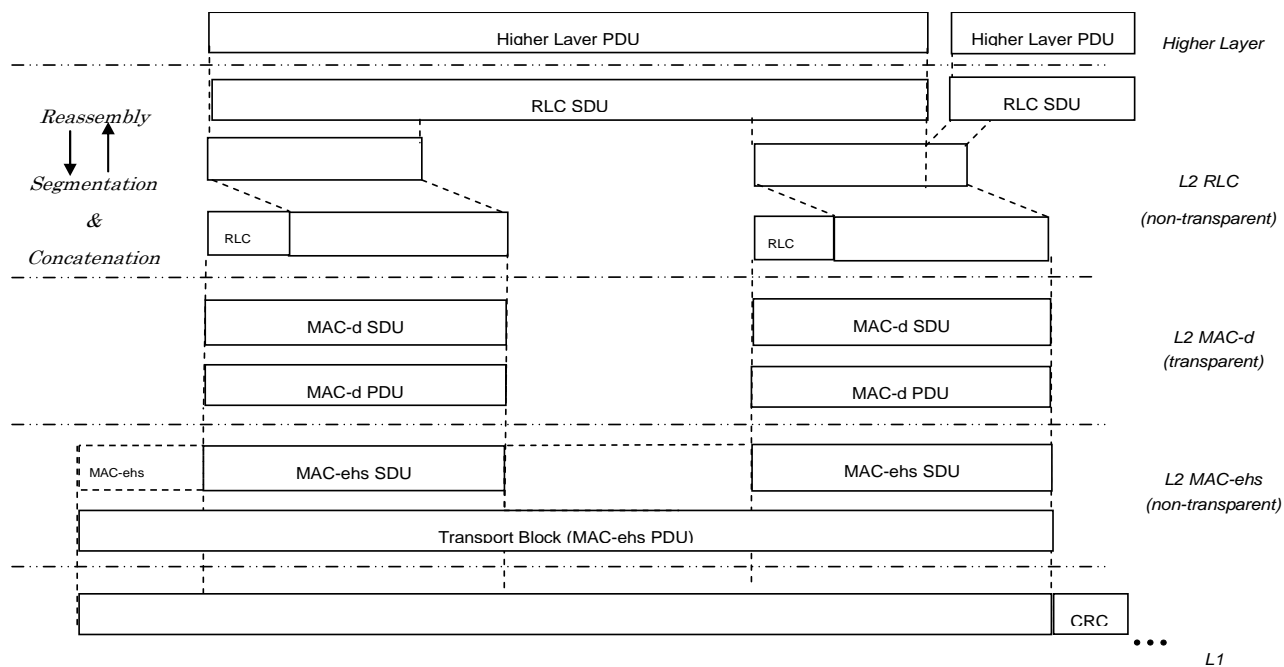 Higher Layer PDU
Higher Layer PDU
Higher Layer
RLC SDU
RLC SDU
Reassembly
Segmentation
&
Concatenation
L2 RLC
(non-transparent)
RLC
RLC
MAC-d SDU
MAC-d SDU
L2 MAC-d
(transparent)
MAC-d PDU
MAC-d PDU
MAC-ehs
MAC-ehs SDU
MAC-ehs SDU
L2 MAC-ehs
(non-transparent)
Transport Block (MAC-ehs PDU)
CRC
•••
L1